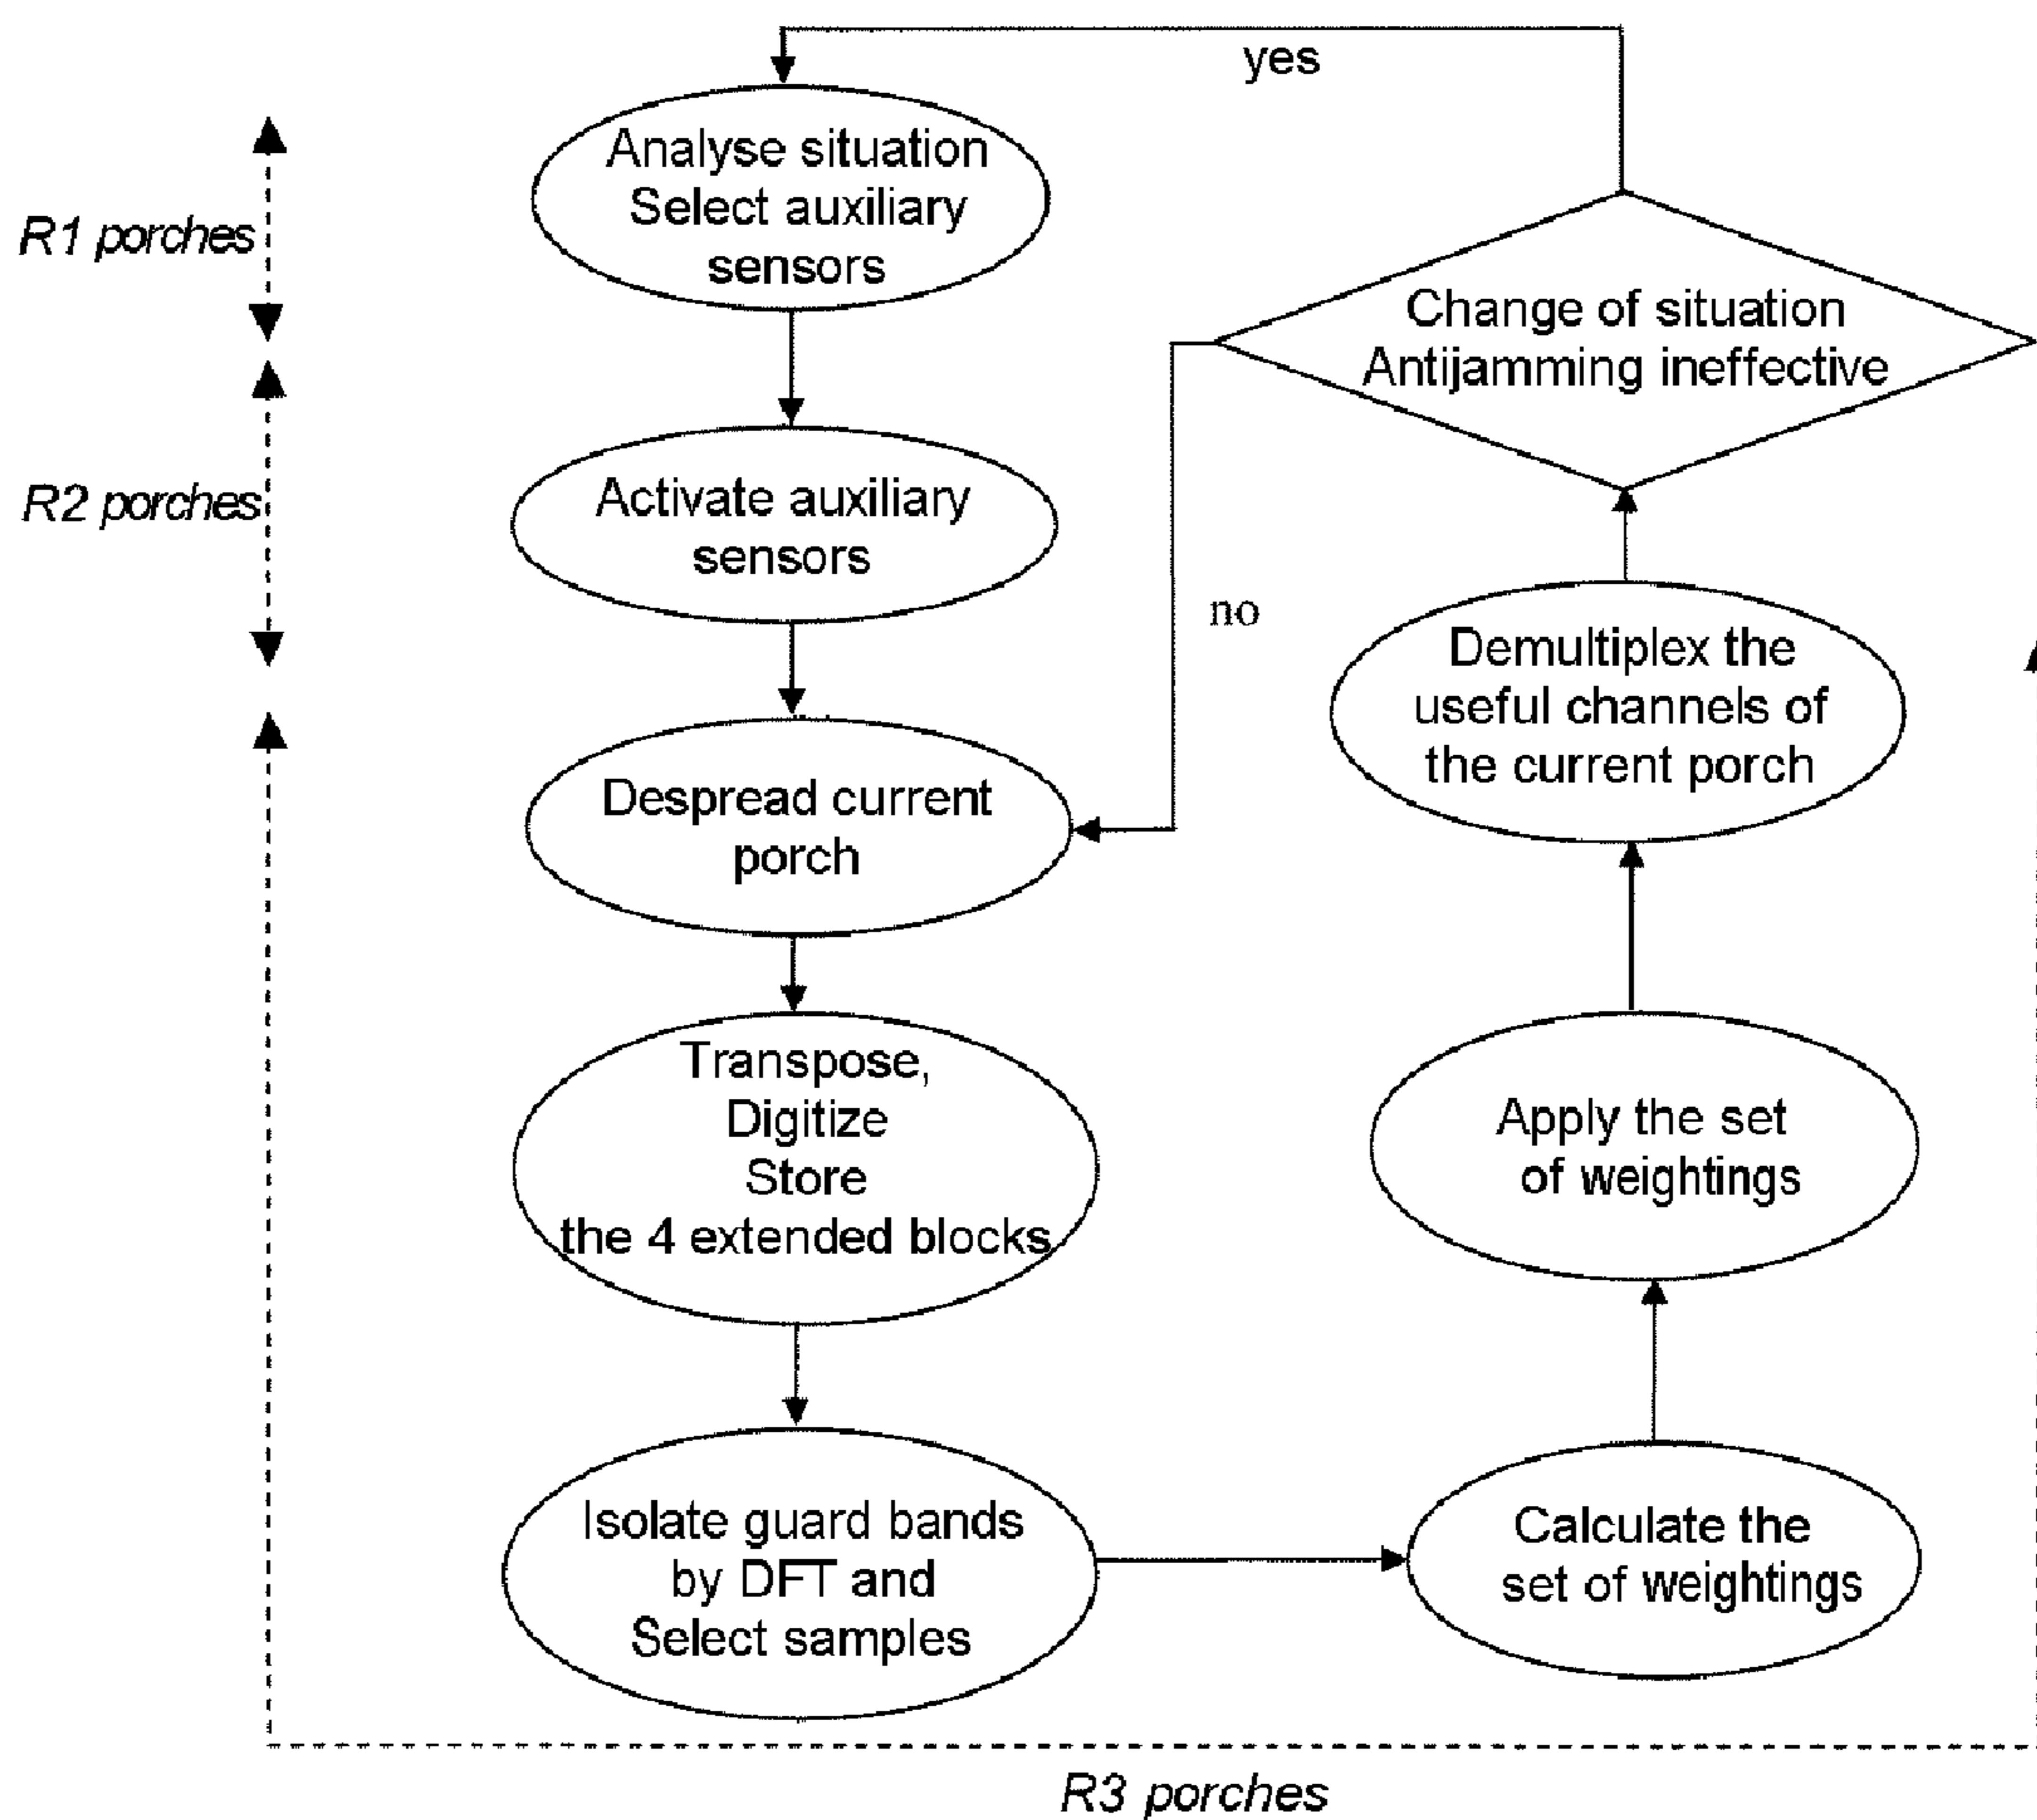 yes
Analyse situation
Select auxiliary
sensors
R1 porches
Change of situation
Antijamming ineffective
R2 porches
Activate auxiliary
sensors
no
Demultiplex the
useful channels of
the current porch
Despread current
porch
Transpose,
Digitize
Store
the 4 extended blocks
Apply the set
of weightings
Isolate guard bands
by DFT and
Select samples
Calculate the
set of weightings
R3 porches